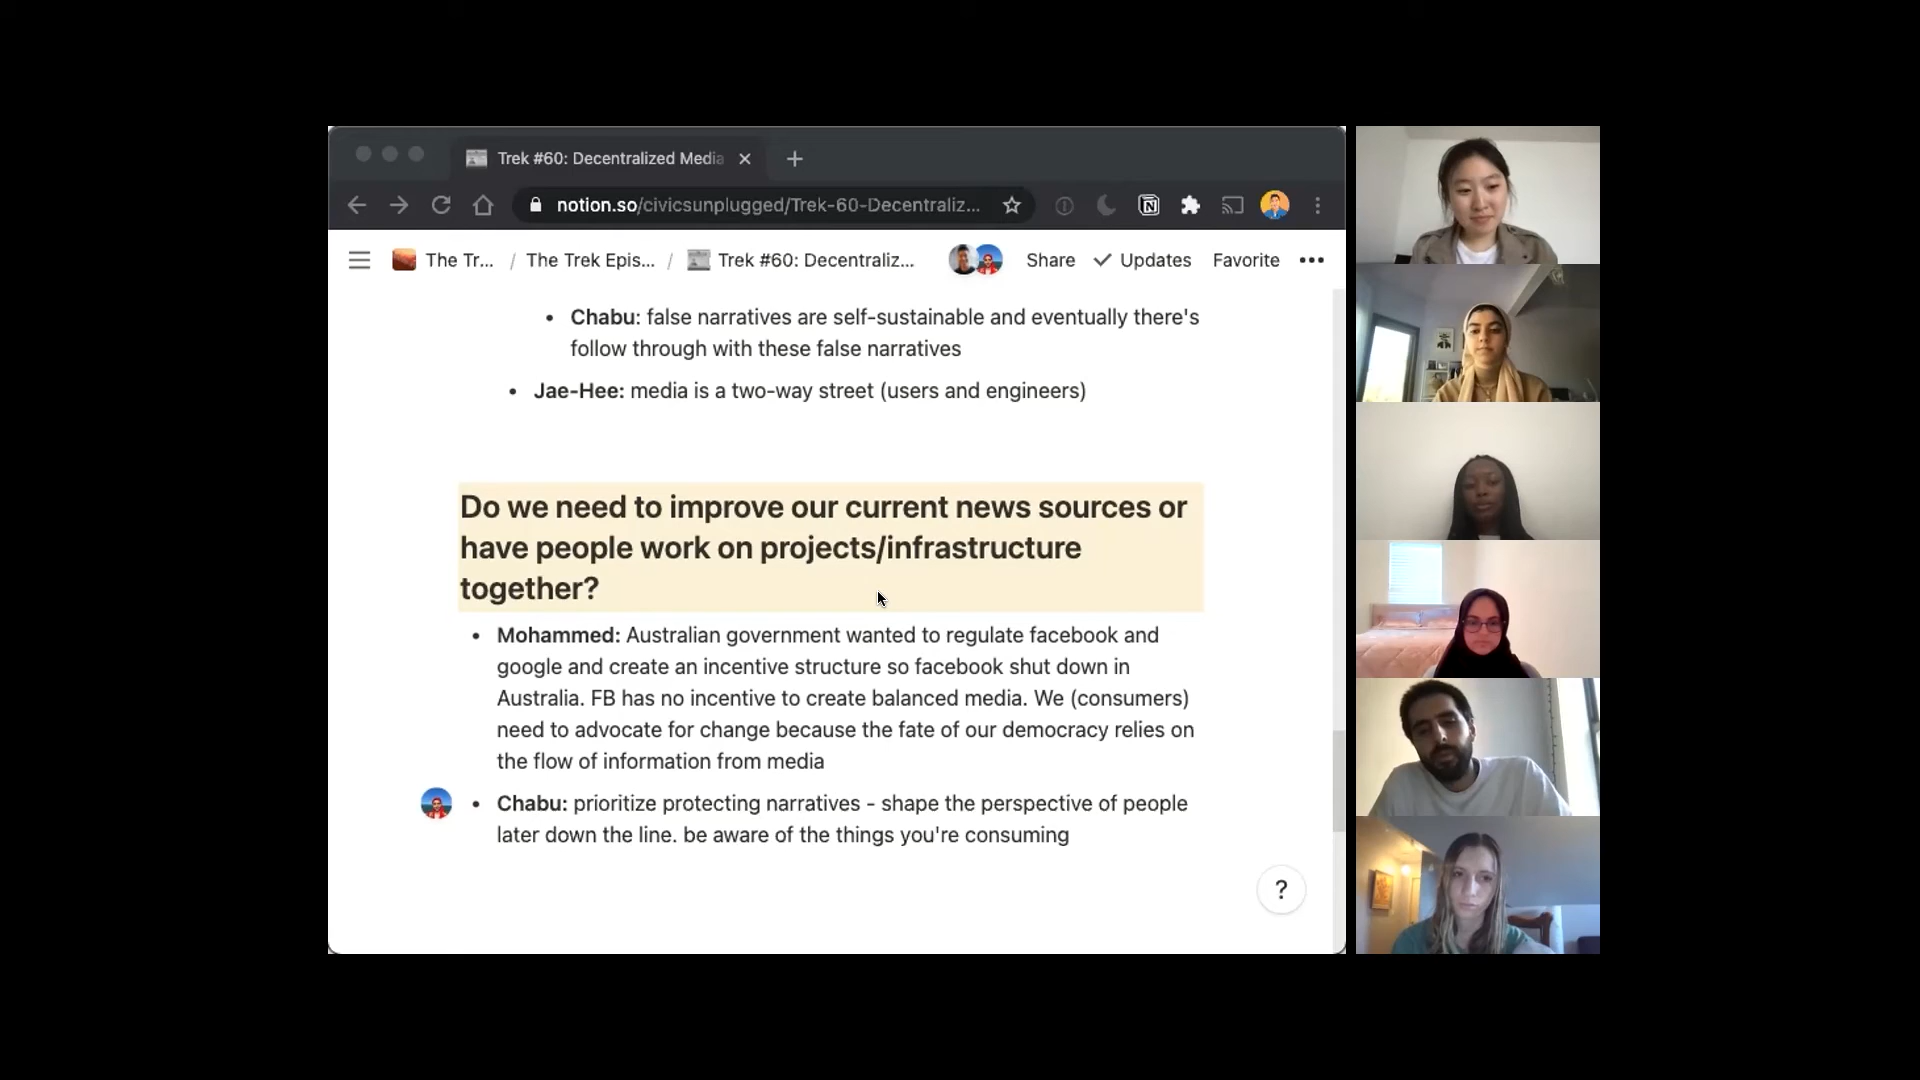 Trek #60: Decentralized Media
notion.so/civicsunplugged/Trek-60-Decentraliz...
The Tr... / The Trek Epis... / Trek #60: Decentraliz... Share Updates Favorite
Chabu: false narratives are self-sustainable and eventually there's
follow through with these false narratives
Jae-Hee: media is a two-way street (users and engineers)
Do we need to improve our current news sources or
have people work on projects/infrastructure
together?
Mohammed: Australian government wanted to regulate facebook and
google and create an incentive structure so facebook shut down in
Australia. FB has no incentive to create balanced media. We (consumers)
need to advocate for change because the fate of our democracy relies on
the flow of information from media
Chabu: prioritize protecting narratives - shape the perspective of people
later down the line. be aware of the things you're consuming
?